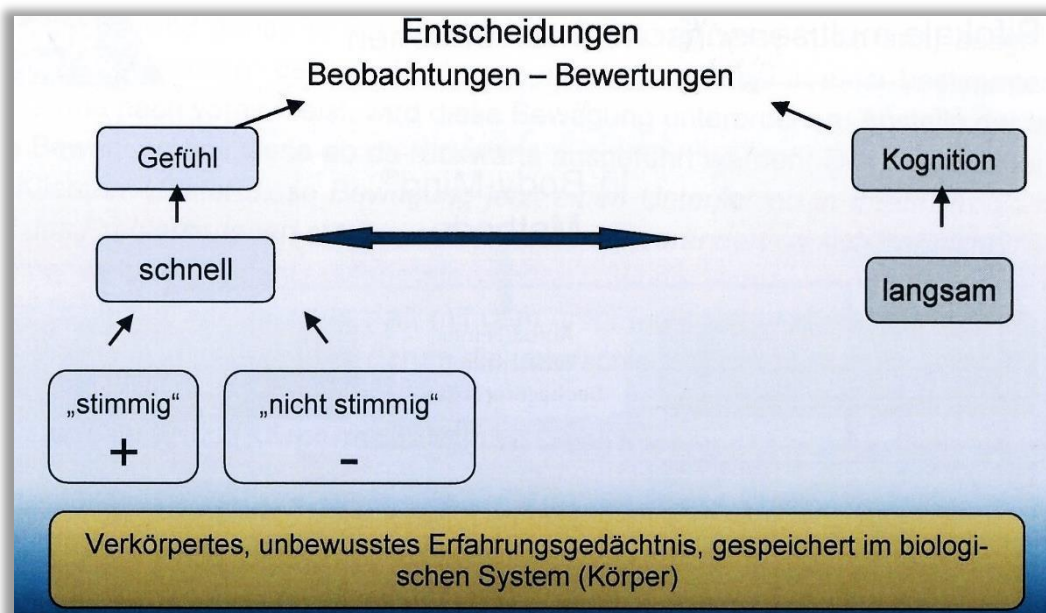 Entscheidungen
Beobachtungen – Bewertungen
Gefühl
Kognition
schnell
langsam
„stimmig“
+
„nicht stimmig“
-
Verkörpertes, unbewusstes Erfahrungsgedächtnis, gespeichert im biologi-
schen System (Körper)